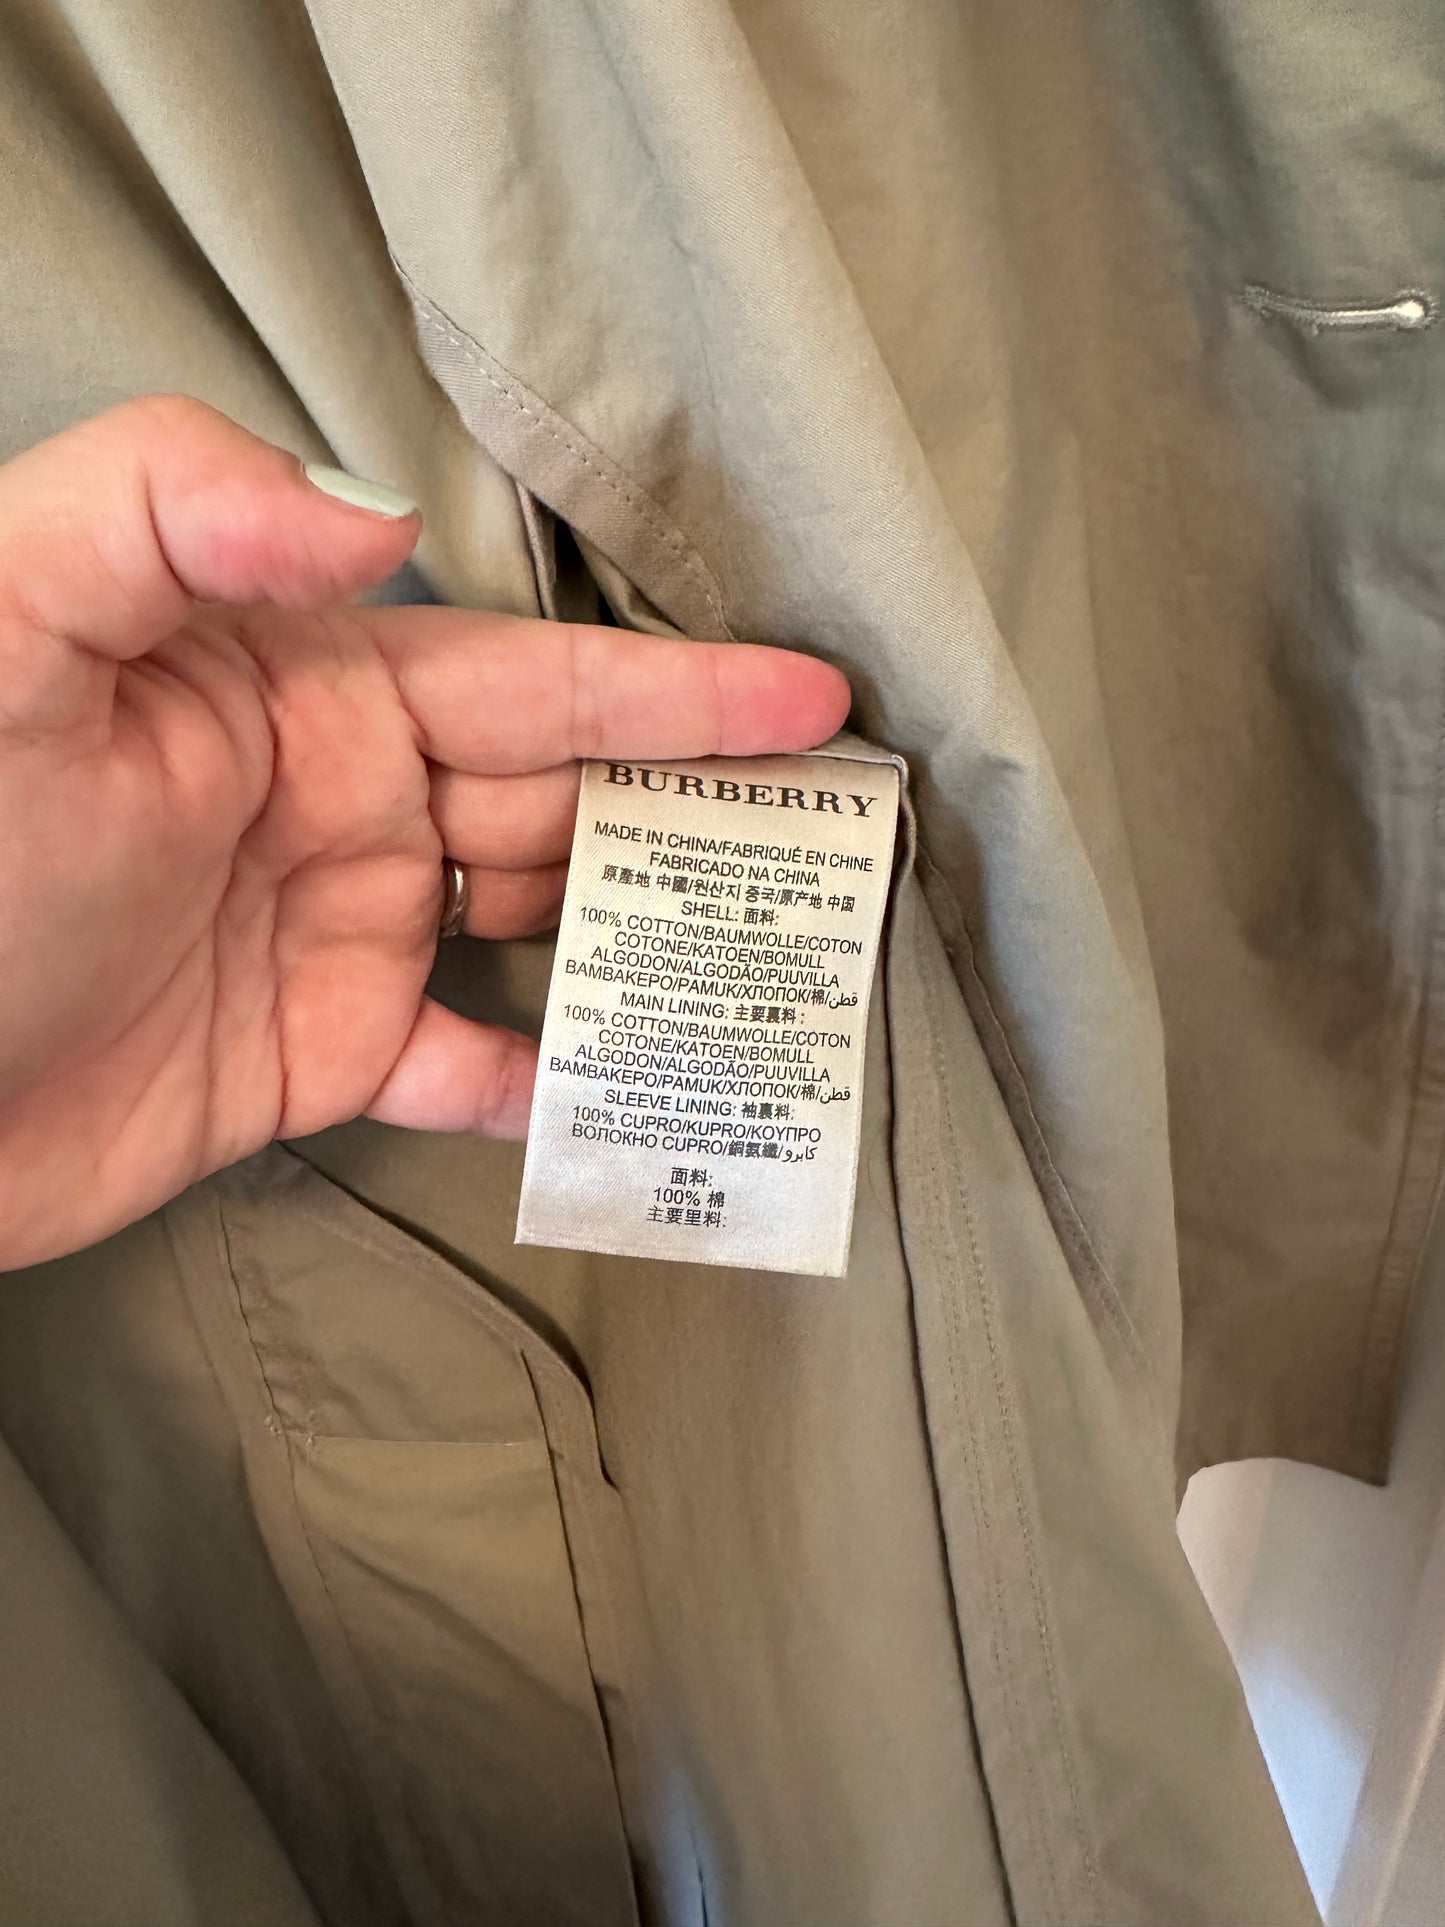 BURBERRY
MADE IN CHINA/FABRIQUÉ EN CHINE
FABRICADO NA CHINA
原產地 中國/원산지 중국/原产地 中国
SHELL: 面料:
100% COTTON/BAUMWOLLE/COTON
COTONE/KATOEN/BOMULL
ALGODON/ALGODÃO/PUUVILLA
ΒΑΜΒΑΚΕΡΟ/PAMUK/ХЛОПОК/棉/قطن
MAIN LINING: 主要裏料:
100% COTTON/BAUMWOLLE/COTON
COTONE/KATOEN/BOMULL
ALGODON/ALGODÃO/PUUVILLA
ΒΑΜΒΑΚΕΡΟ/PAMUK/ХЛОПОК/棉/قطن
SLEEVE LINING: 袖裏料:
100% CUPRO/KUPRO/ΚΟΥΠΡΟ
ВОЛОКНО CUPRO/銅氨纖/كابرو
面料:
100% 棉
主要里料: